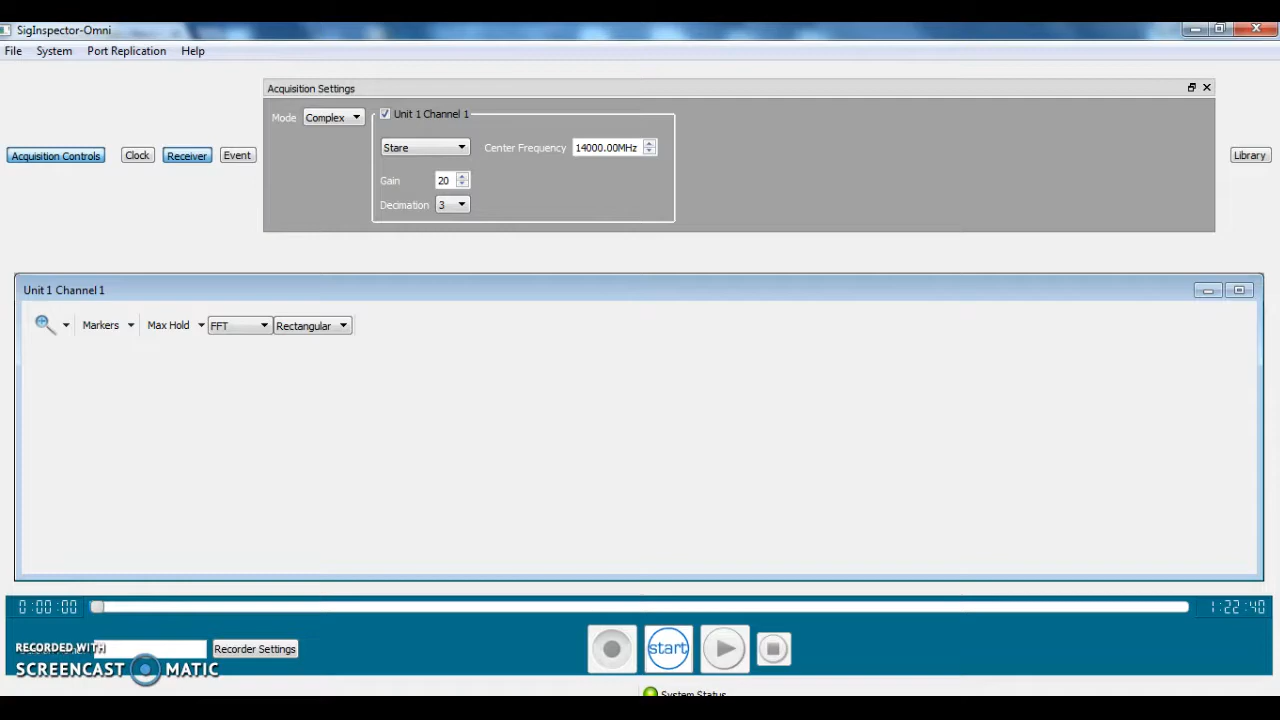 SigInspector-Omni
File System Port Replication Help
Acquisition Settings
Mode Complex Unit 1 Channel 1
Stare Center Frequency 14000.00MHz
Acquisition Controls Clock Receiver Event Library
Gain 20
Decimation 3
Unit 1 Channel 1
Markers Max Hold FFT Rectangular
0:00:00 1:22:40
RECORDED WITH
SCREENCAST MATIC
Recorder Settings start
System Status